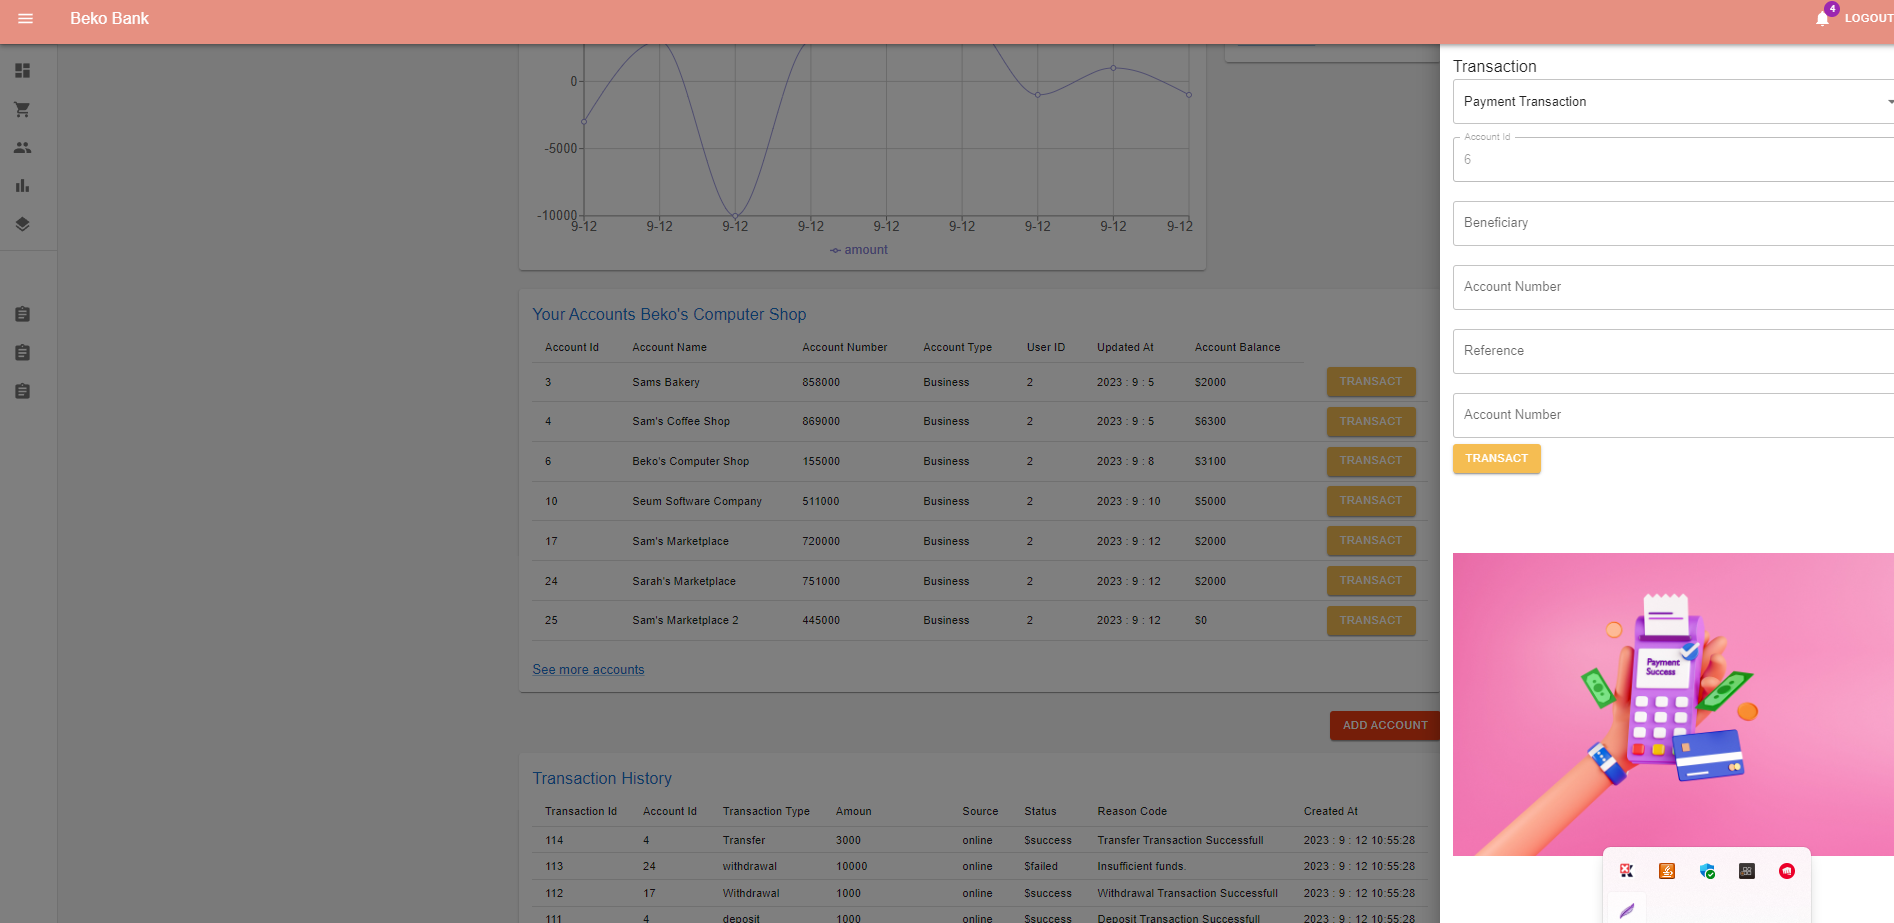 Beko Bank
4
LOGOUT
0
-5000
-10000
9-12 9-12 9-12 9-12 9-12 9-12 9-12 9-12 9-12
amount
Your Accounts Beko's Computer Shop
Account Id Account Name Account Number Account Type User ID Updated At Account Balance
3 Sams Bakery 858000 Business 2 2023 : 9 : 5 $2000 TRANSACT
4 Sam's Coffee Shop 869000 Business 2 2023 : 9 : 5 $6300 TRANSACT
6 Beko's Computer Shop 155000 Business 2 2023 : 9 : 8 $3100 TRANSACT
10 Seum Software Company 511000 Business 2 2023 : 9 : 10 $5000 TRANSACT
17 Sam's Marketplace 720000 Business 2 2023 : 9 : 12 $2000 TRANSACT
24 Sarah's Marketplace 751000 Business 2 2023 : 9 : 12 $2000 TRANSACT
25 Sam's Marketplace 2 445000 Business 2 2023 : 9 : 12 $0 TRANSACT
See more accounts
ADD ACCOUNT
Transaction History
Transaction Id Account Id Transaction Type Amoun Source Status Reason Code Created At
114 4 Transfer 3000 online $success Transfer Transaction Successfull 2023 : 9 : 12 10:55:28
113 24 withdrawal 10000 online $failed Insufficient funds. 2023 : 9 : 12 10:55:28
112 17 Withdrawal 1000 online $success Withdrawal Transaction Successfull 2023 : 9 : 12 10:55:28
111 4 deposit 1000 online $success Deposit Transaction Successfull 2023 : 9 : 12 10:55:28
Transaction
Payment Transaction
Account Id
6
Beneficiary
Account Number
Reference
Account Number
TRANSACT
Payment
Success